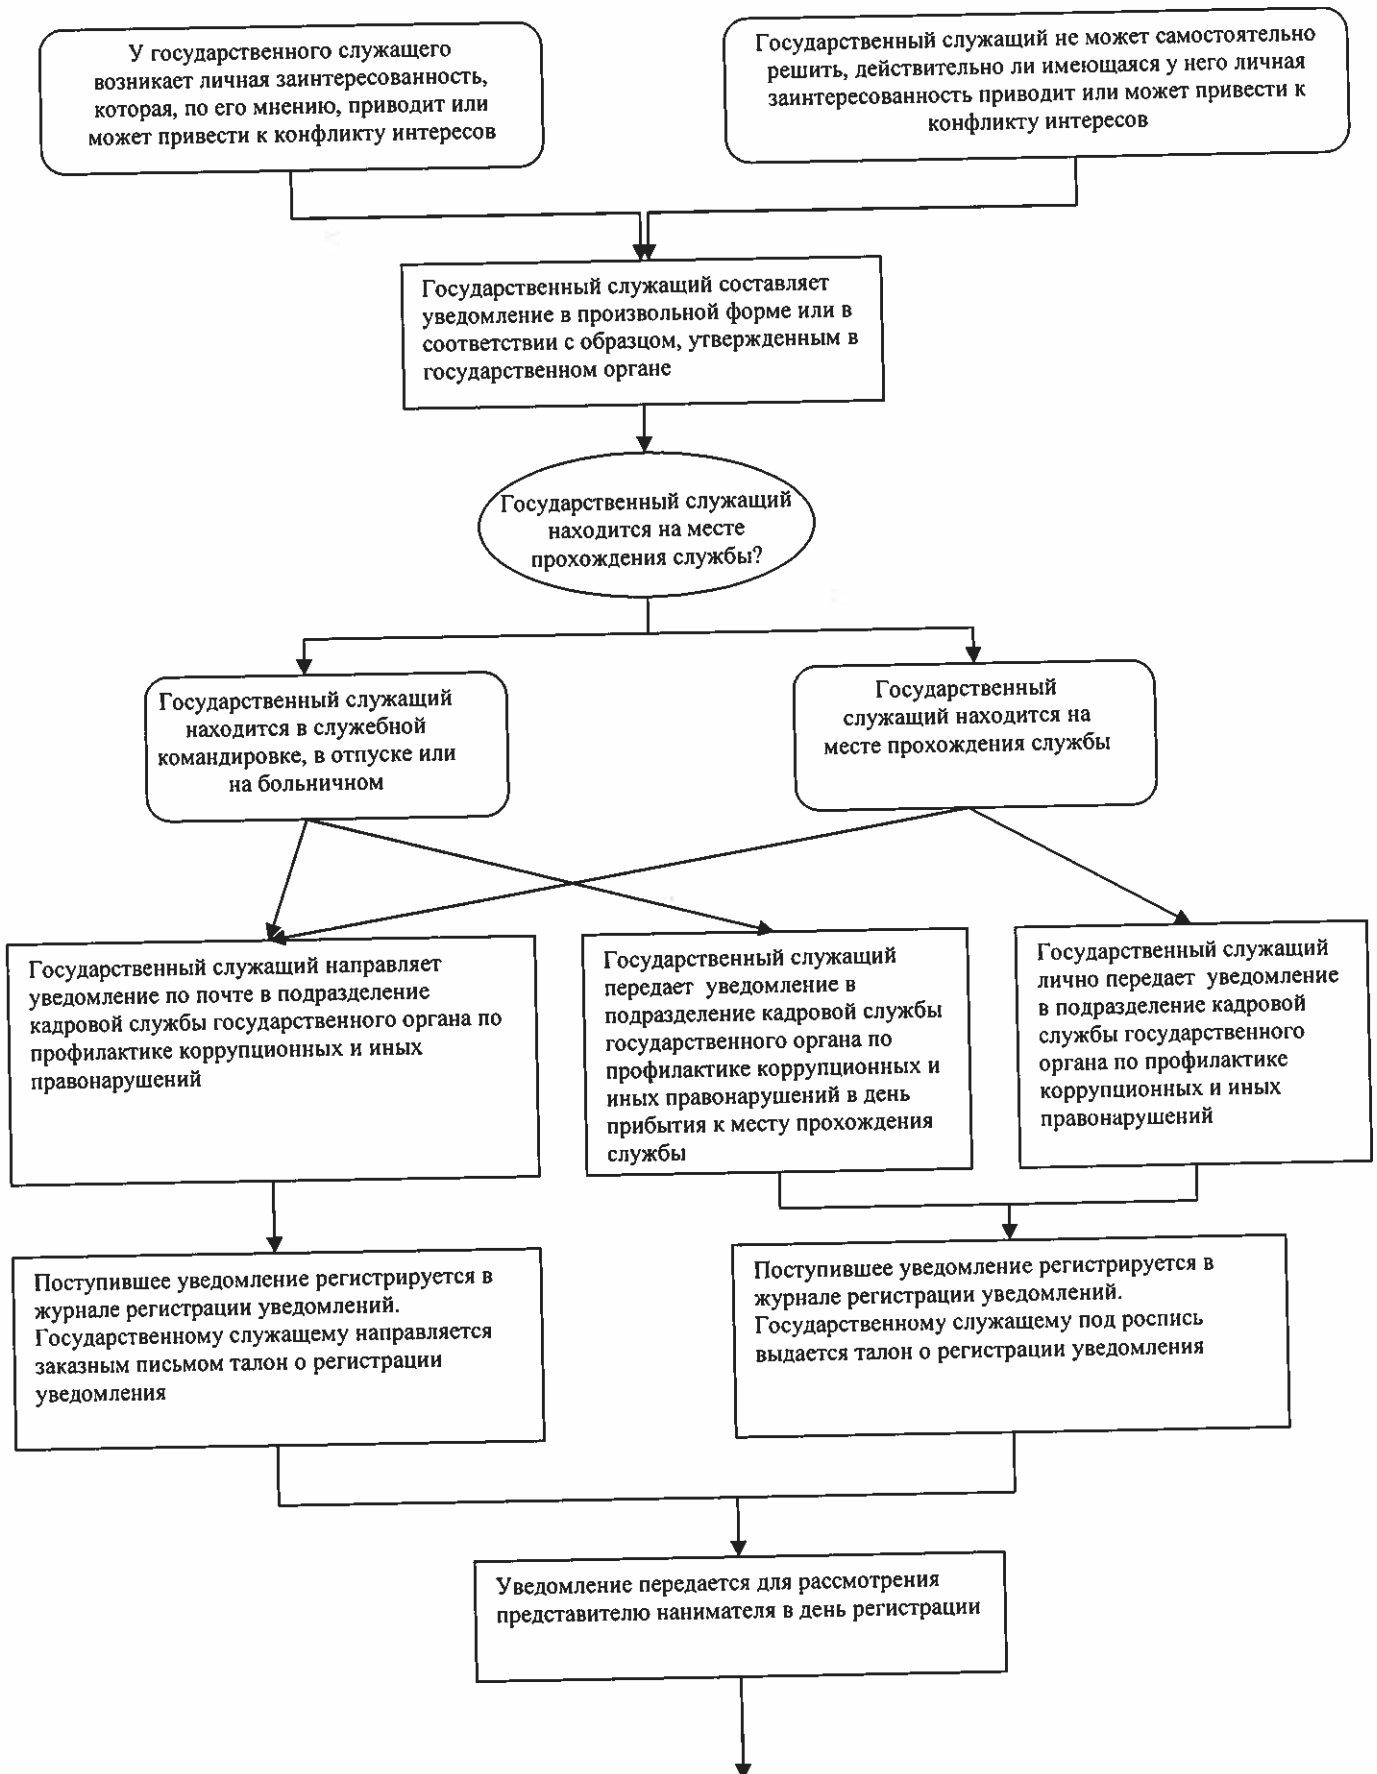 У государственного служащего
возникает личная заинтересованность,
которая, по его мнению, приводит или
может привести к конфликту интересов
Государственный служащий не может самостоятельно
решить, действительно ли имеющаяся у него личная
заинтересованность приводит или может привести к
конфликту интересов
Государственный служащий составляет
уведомление в произвольной форме или в
соответствии с образцом, утвержденным в
государственном органе
Государственный служащий
находится на месте
прохождения службы?
Государственный служащий
находится в служебной
командировке, в отпуске или
на больничном
Государственный
служащий находится на
месте прохождения службы
Государственный служащий направляет
уведомление по почте в подразделение
кадровой службы государственного органа по
профилактике коррупционных и иных
правонарушений
Государственный служащий
передает уведомление в
подразделение кадровой службы
государственного органа по
профилактике коррупционных и
иных правонарушений в день
прибытия к месту прохождения
службы
Государственный служащий
лично передает уведомление
в подразделение кадровой
службы государственного
органа по профилактике
коррупционных и иных
правонарушений
Поступившее уведомление регистрируется в
журнале регистрации уведомлений.
Государственному служащему направляется
заказным письмом талон о регистрации
уведомления
Поступившее уведомление регистрируется в
журнале регистрации уведомлений.
Государственному служащему под роспись
выдается талон о регистрации уведомления
Уведомление передается для рассмотрения
представителю нанимателя в день регистрации